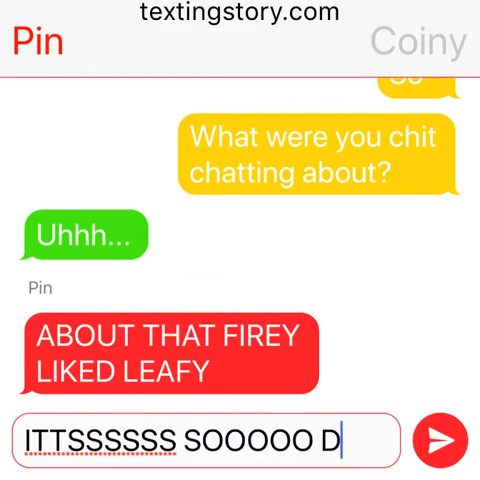 textingstory.com
Pin
Coiny
So
What were you chit
chatting about?
Uhhh...
Pin
ABOUT THAT FIREY
LIKED LEAFY
ITTSSSSSS SOOOOO D